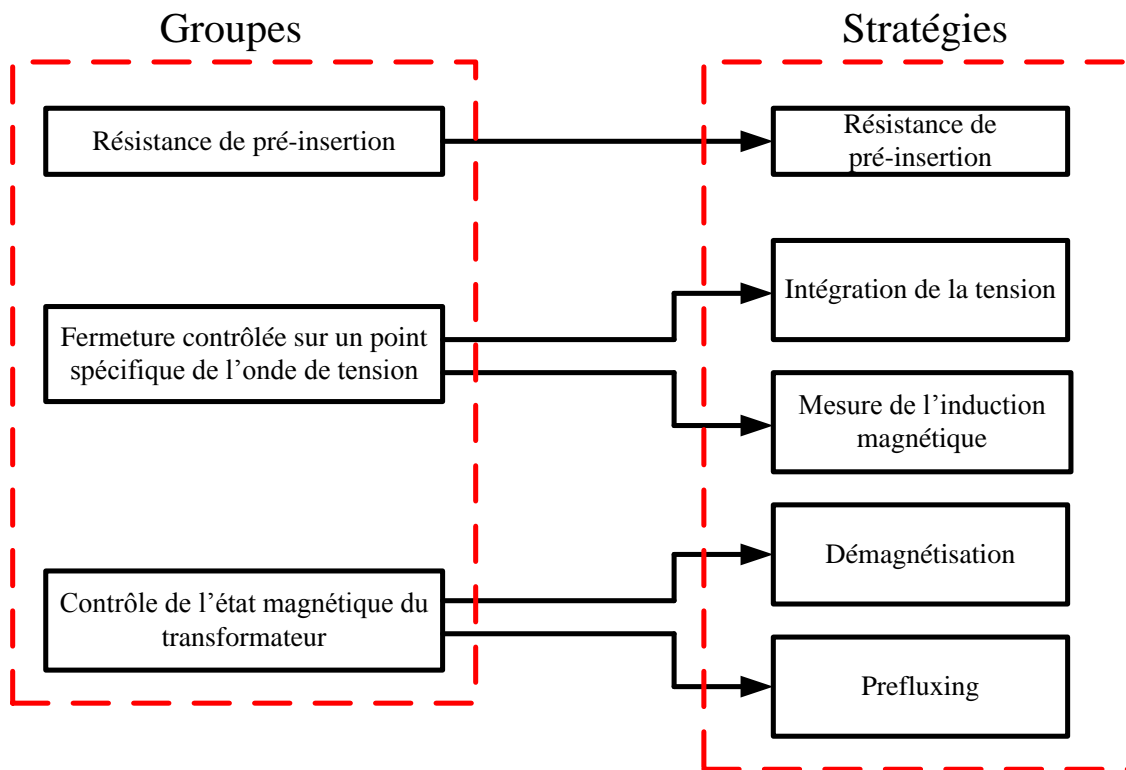 Groupes
Stratégies
Résistance de pré-insertion
Résistance de
pré-insertion
Fermeture contrôlée sur un point
spécifique de l’onde de tension
Intégration de la tension
Mesure de l’induction
magnétique
Contrôle de l’état magnétique du
transformateur
Démagnétisation
Prefluxing